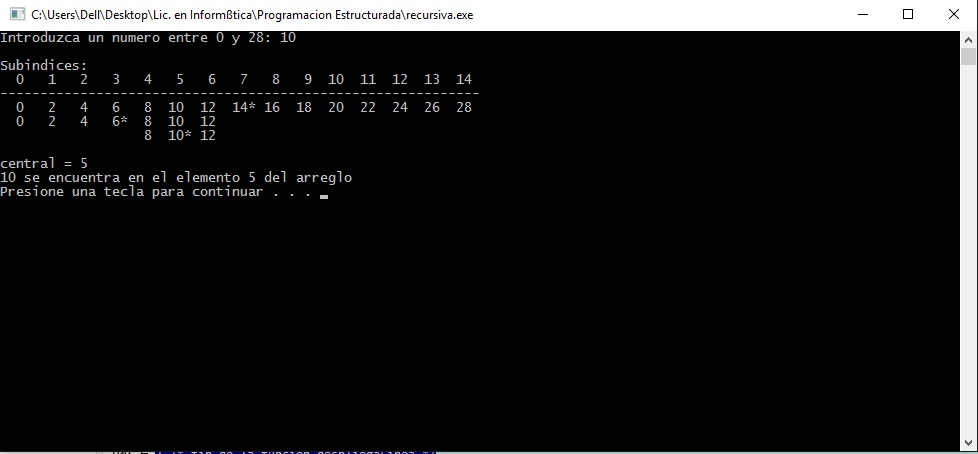 C:\Users\Dell\Desktop\Lic. en Informßtica\Programacion Estructurada\recursiva.exe
Introduzca un numero entre 0 y 28: 10
Subindices:
0 1 2 3 4 5 6 7 8 9 10 11 12 13 14
------------------------------------------------------------
0 2 4 6 8 10 12 14* 16 18 20 22 24 26 28
0 2 4 6* 8 10 12
8 10* 12
central = 5
10 se encuentra en el elemento 5 del arreglo
Presione una tecla para continuar . . .